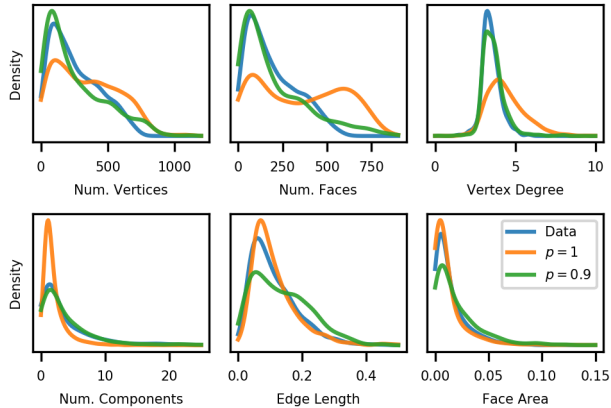 Density
0 500 1000
Num. Vertices
0 250 500 750
Num. Faces
0 5 10
Vertex Degree
Density
0 10 20
Num. Components
0.0 0.2 0.4
Edge Length
Data
p = 1
p = 0.9
0.00 0.05 0.10 0.15
Face Area